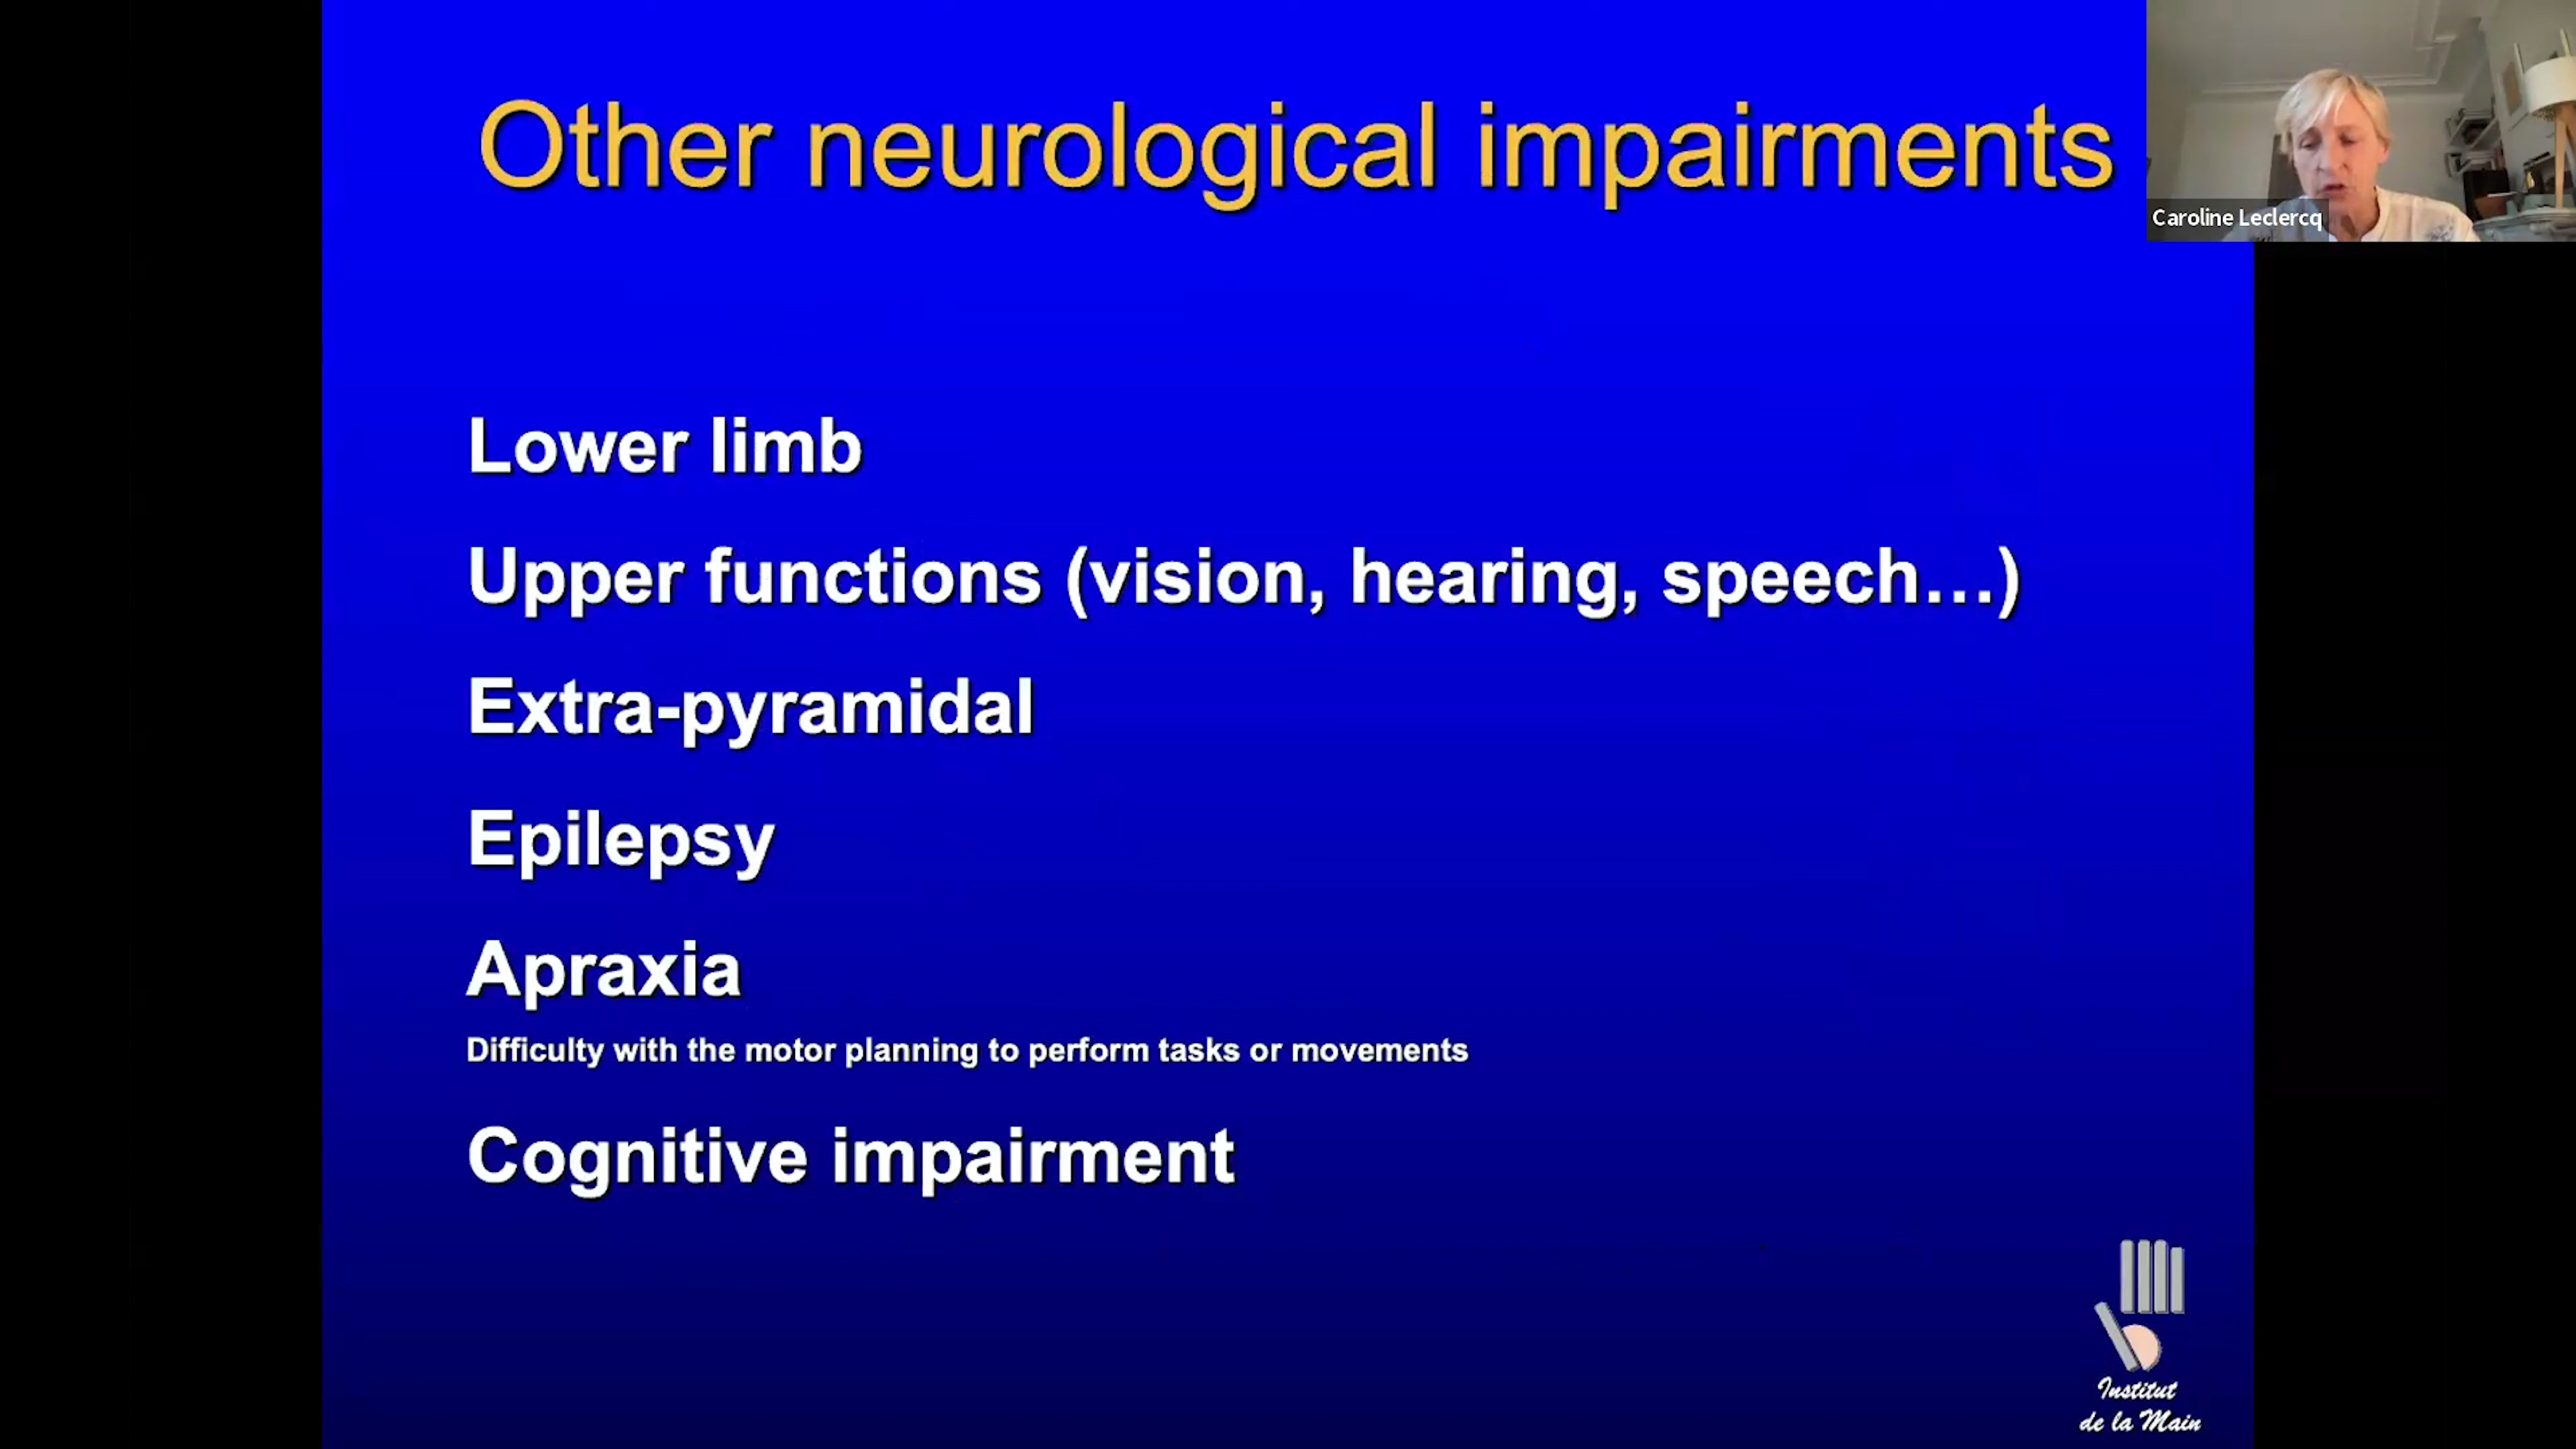 Other neurological impairments
Caroline Leclercq
Lower limb
Upper functions (vision, hearing, speech…)
Extra-pyramidal
Epilepsy
Apraxia
Difficulty with the motor planning to perform tasks or movements
Cognitive impairment
Institut
de la Main